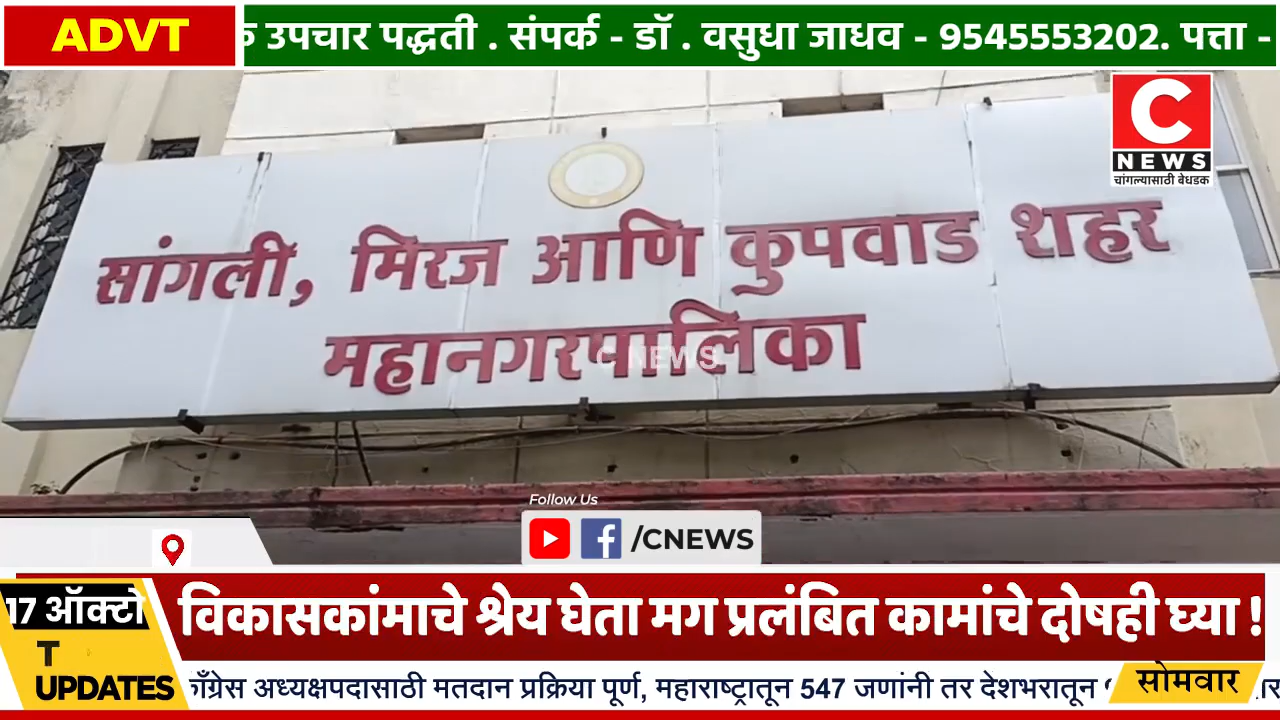 ADVT
उपचार पद्धती . संपर्क - डॉ . वसुधा जाधव - 9545553202. पत्ता -
C
NEWS
चांगल्यासाठी बेधडक
सांगली, मिरज आणि कुपवाड शहर
महानगरपालिका
C NEWS
Follow Us
/CNEWS
17 ऑक्टो
विकासकांमाचे श्रेय घेता मग प्रलंबित कामांचे दोषही घ्या !
T
UPDATES
काँग्रेस अध्यक्षपदासाठी मतदान प्रक्रिया पूर्ण, महाराष्ट्रातून 547 जणांनी तर देशभरातून
सोमवार